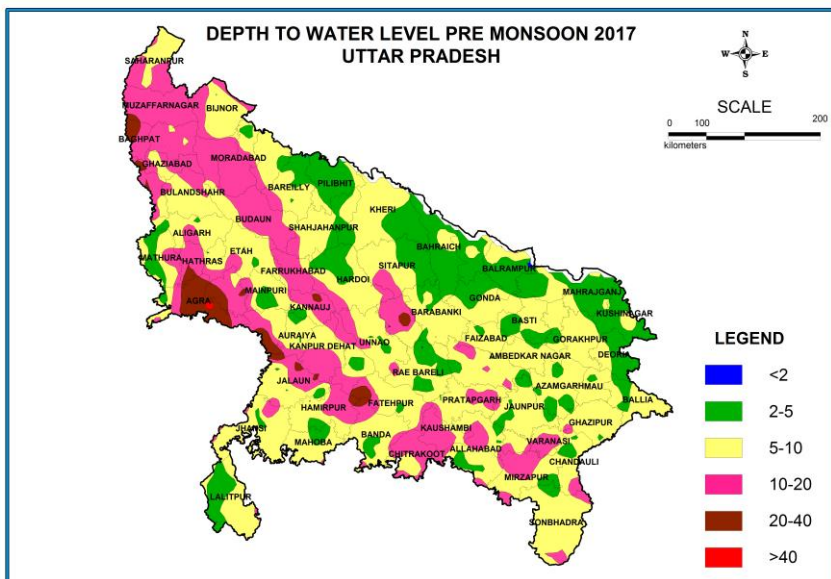 DEPTH TO WATER LEVEL PRE MONSOON 2017
UTTAR PRADESH
N
W E
S
SCALE
0 100 200
kilometers
SAHARANPUR
MUZAFFARNAGAR
BIJNOR
BAGHPAT
GHAZIABAD
MORADABAD
BULANDSHAHR
BAREILLY
PILIBHIT
KHERI
BUDAUN
SHAHJAHANPUR
ALIGARH
BAHRAICH
ETAH
MATHURA
HATHRAS
SITAPUR
BALRAMPUR
FARRUKHABAD
HARDOI
MAINPURI
AGRA
GONDA
MAHRAJGANJ
KANNAUJ
BARABANKI
KUSHINAGAR
BASTI
AURAIYA
FAIZABAD
GORAKHPUR
KANPUR DEHAT
UNNAO
AMBEDKAR NAGAR
DEORIA
RAE BARELI
JALAUN
AZAMGARHMAU
HAMIRPUR
FATEHPUR
PRATAPGARH
JAUNPUR
BALLIA
GHAZIPUR
JHANSI
KAUSHAMBI
MAHOBA
BANDA
VARANASI
ALLAHABAD
CHITRAKOOT
CHANDAULI
MIRZAPUR
LALITPUR
SONBHADRA
LEGEND
<2
2-5
5-10
10-20
20-40
>40